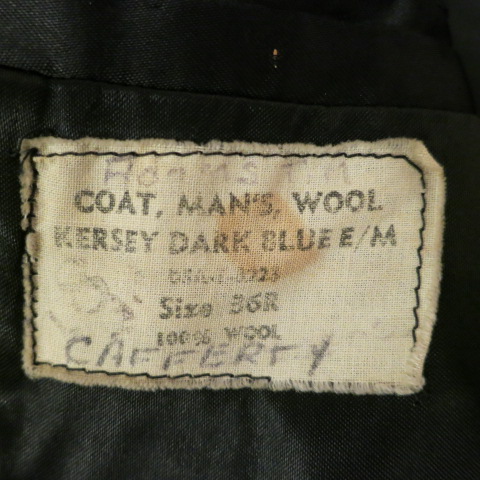 COAT, MAN'S, WOOL
KERSEY DARK BLUE E/M
Size 36R
100% WOOL
CAFFERTY